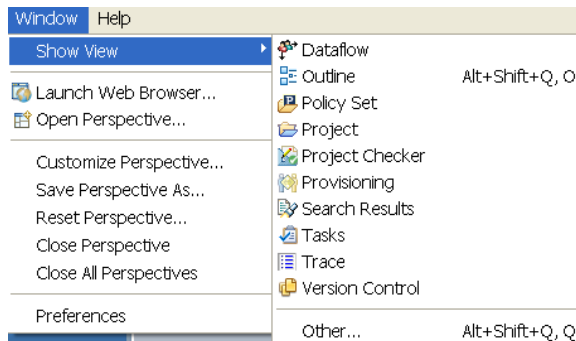 Window Help
Show View
Launch Web Browser...
Open Perspective...
Customize Perspective...
Save Perspective As...
Reset Perspective...
Close Perspective
Close All Perspectives
Preferences
Dataflow
Outline Alt+Shift+Q, O
Policy Set
Project
Project Checker
Provisioning
Search Results
Tasks
Trace
Version Control
Other... Alt+Shift+Q, Q